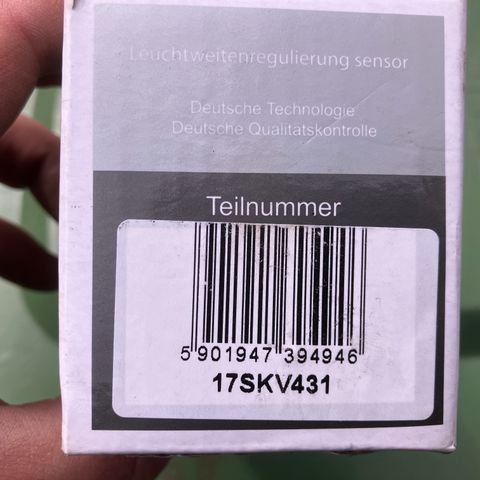 Leuchtweitenregulierung sensor
Deutsche Technologie
Deutsche Qualitatskontrolle
Teilnummer
5 901947 394946
17SKV431